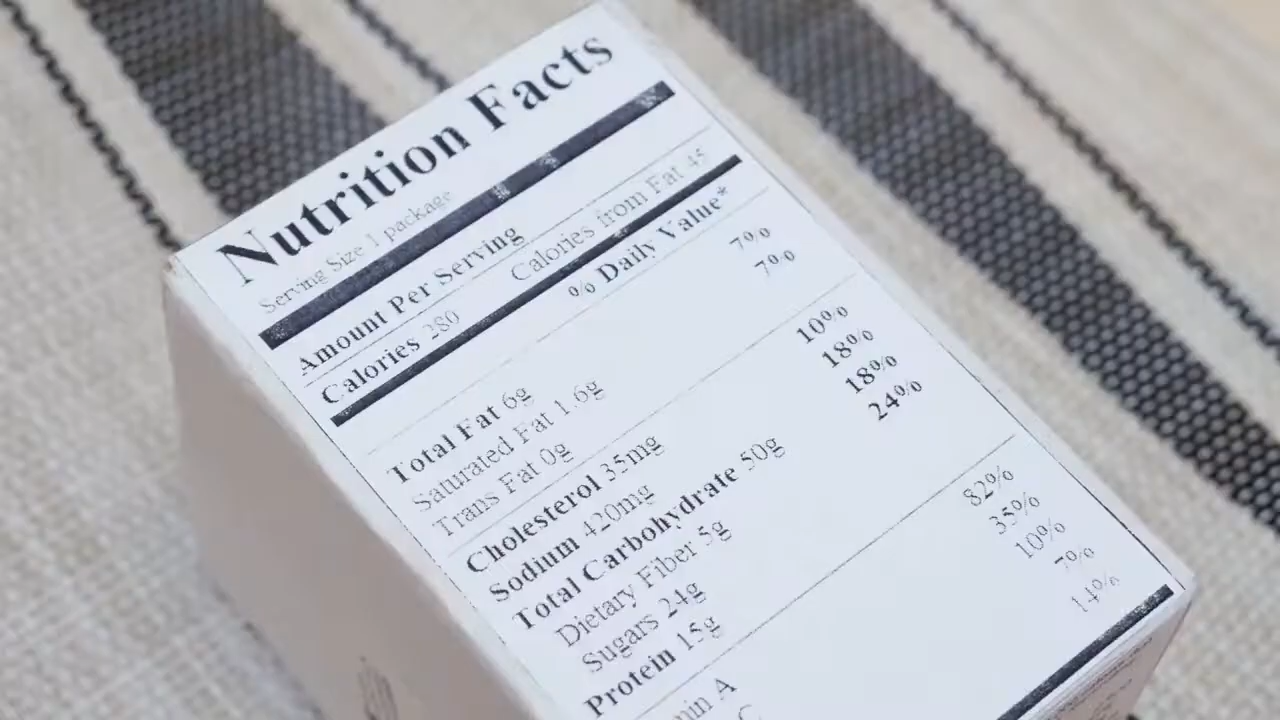 Nutrition Facts
Serving Size 1 package
Amount Per Serving
Calories 280 Calories from Fat 45
% Daily Value*
Total Fat 6g 7%
Saturated Fat 1.6g 7%
Trans Fat 0g
Cholesterol 35mg 10%
Sodium 420mg 18%
Total Carbohydrate 50g 18%
Dietary Fiber 5g 24%
Sugars 24g
Protein 15g
A 82%
C 35%
10%
7%
14%